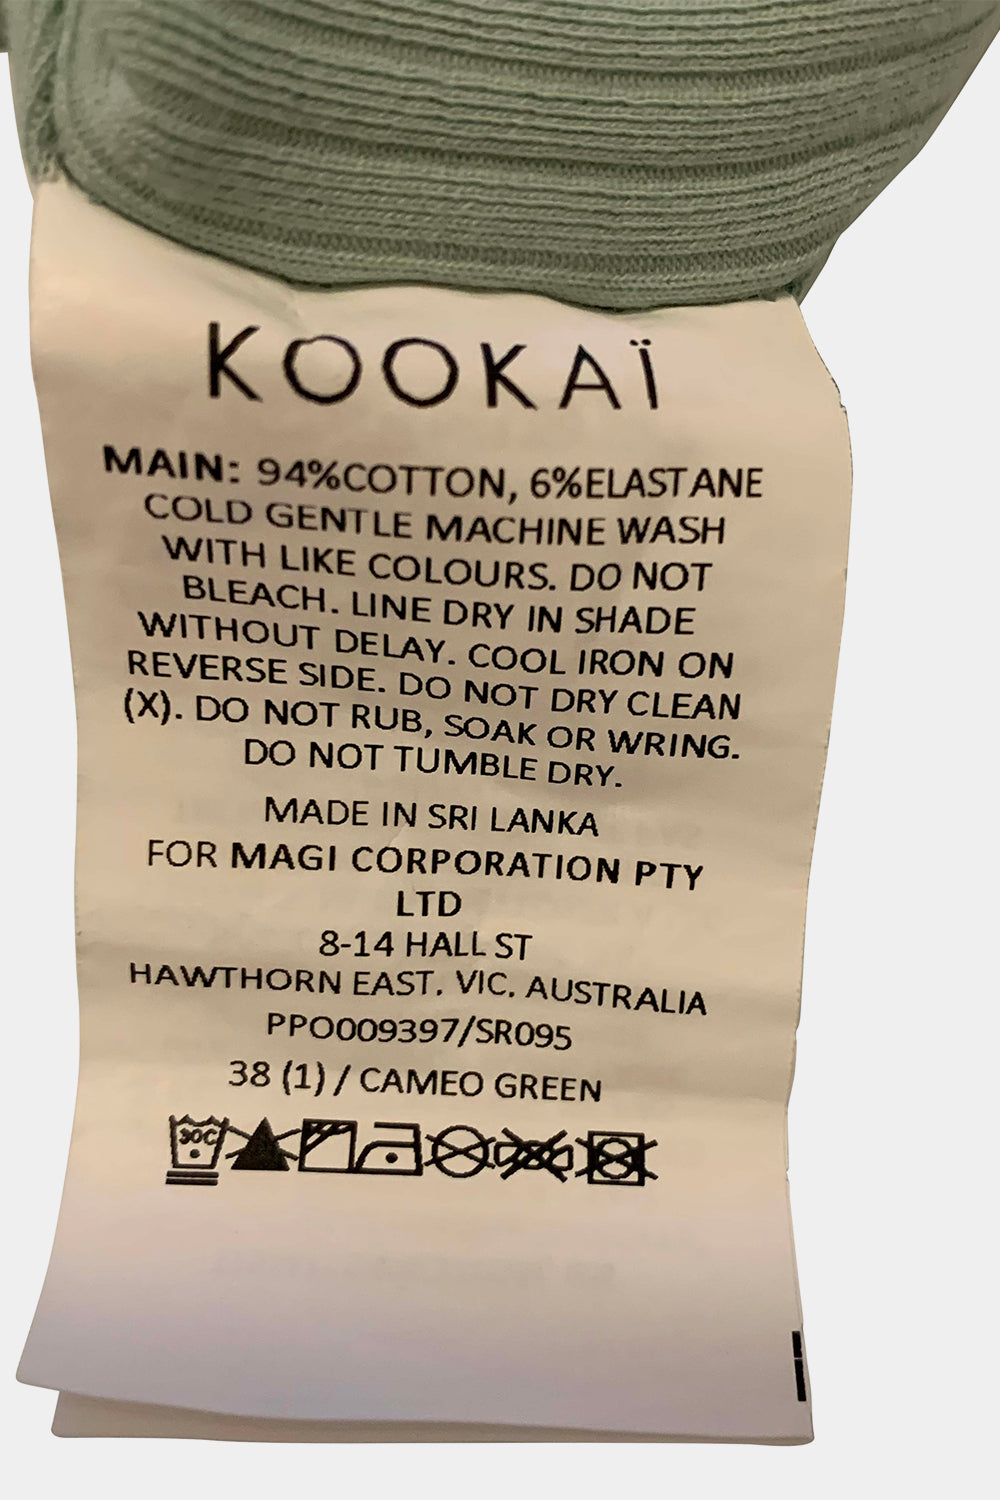 KOOKAÏ
MAIN: 94%COTTON, 6%ELASTANE
COLD GENTLE MACHINE WASH
WITH LIKE COLOURS. DO NOT
BLEACH. LINE DRY IN SHADE
WITHOUT DELAY. COOL IRON ON
REVERSE SIDE. DO NOT DRY CLEAN
(X). DO NOT RUB, SOAK OR WRING.
DO NOT TUMBLE DRY.
MADE IN SRI LANKA
FOR MAGI CORPORATION PTY
LTD
8-14 HALL ST
HAWTHORN EAST. VIC. AUSTRALIA
PPO009397/SR095
38 (1) / CAMEO GREEN
30C